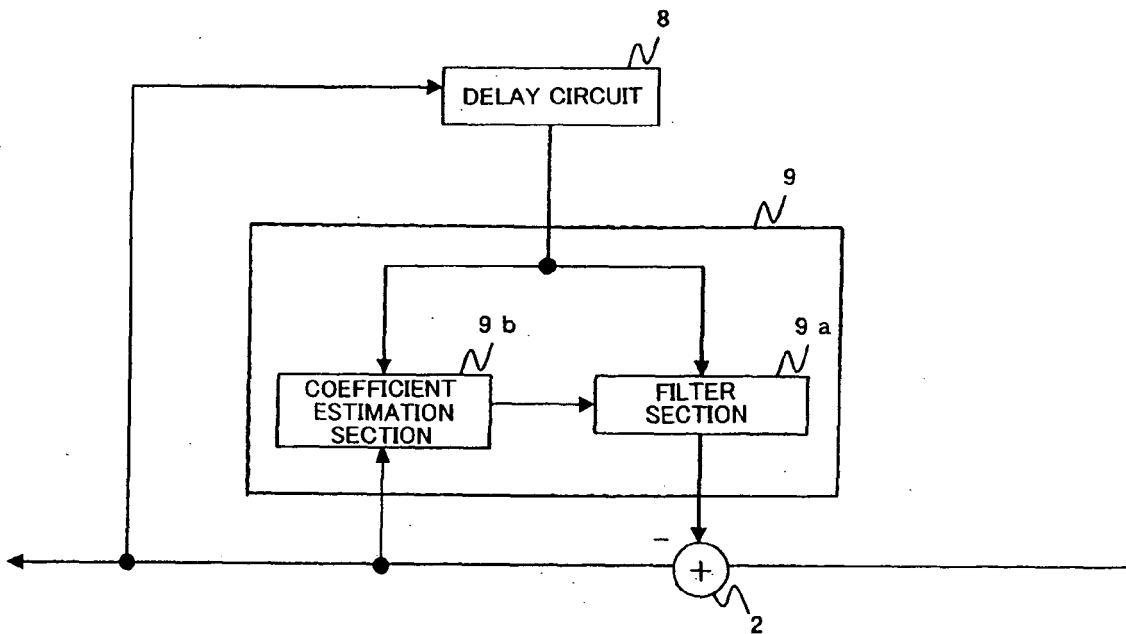 8
DELAY CIRCUIT
9
9 b
9 a
COEFFICIENT
ESTIMATION
SECTION
FILTER
SECTION
−
+
2